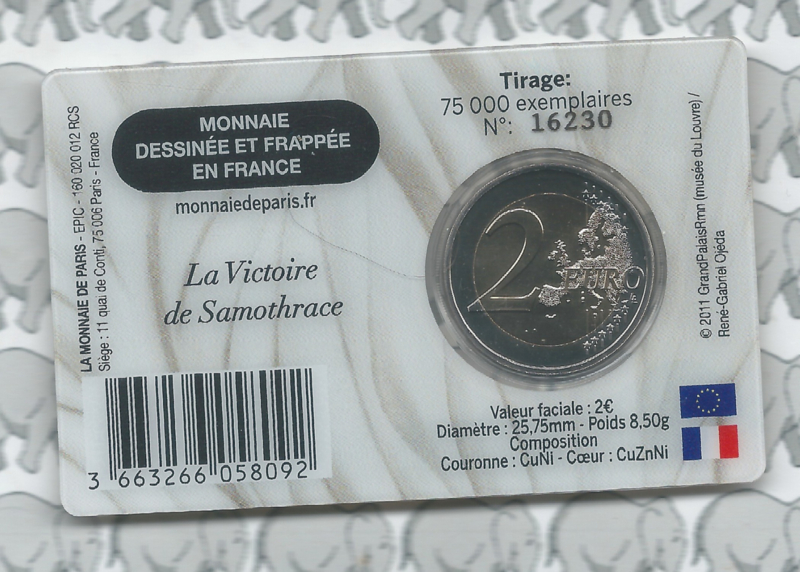 LA MONNAIE DE PARIS - EPIC - 160 020 012 RCS
Siège : 11 quai de Conti, 75 006 Paris - France
MONNAIE
DESSINÉE ET FRAPPÉE
EN FRANCE
monnaiedeparis.fr
La Victoire
de Samothrace
3 663266 058092
Tirage:
75 000 exemplaires
N°: 16230
2 EURO
Valeur faciale : 2€
Diamètre : 25,75mm - Poids 8,50g
Composition
Couronne : CuNi - Cœur : CuZnNi
© 2011 GrandPalaisRmn (musée du Louvre) /
René-Gabriel Ojéda